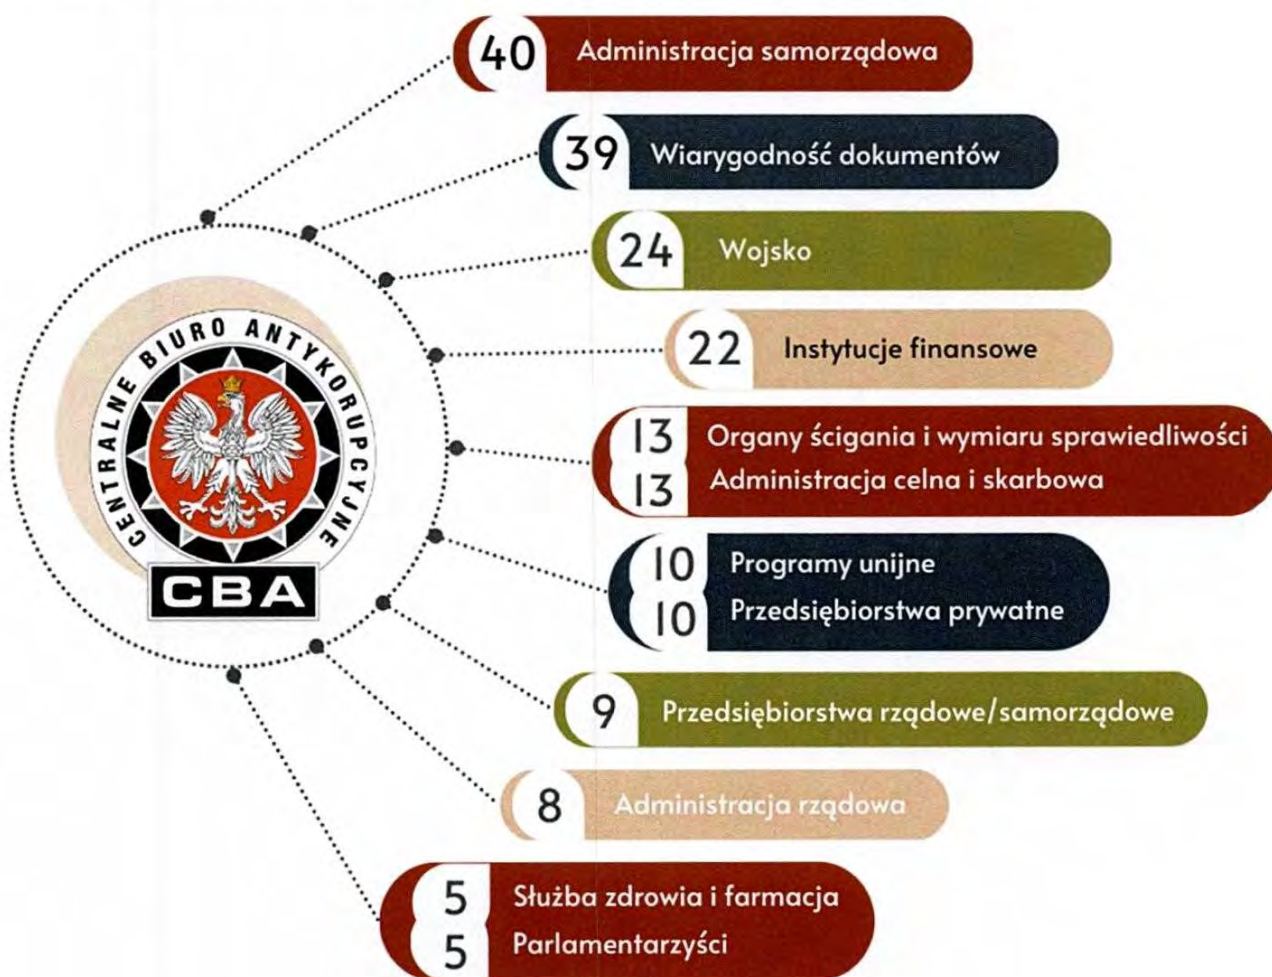 40 Administracja samorządowa
39 Wiarygodność dokumentów
24 Wojsko
22 Instytucje finansowe
CENTRALNE BIURO ANTYKORUPCYJNE
CBA
13 Organy ścigania i wymiaru sprawiedliwości
13 Administracja celna i skarbowa
10 Programy unijne
10 Przedsiębiorstwa prywatne
9 Przedsiębiorstwa rządowe/samorządowe
8 Administracja rządowa
5 Służba zdrowia i farmacja
5 Parlamentarzyści